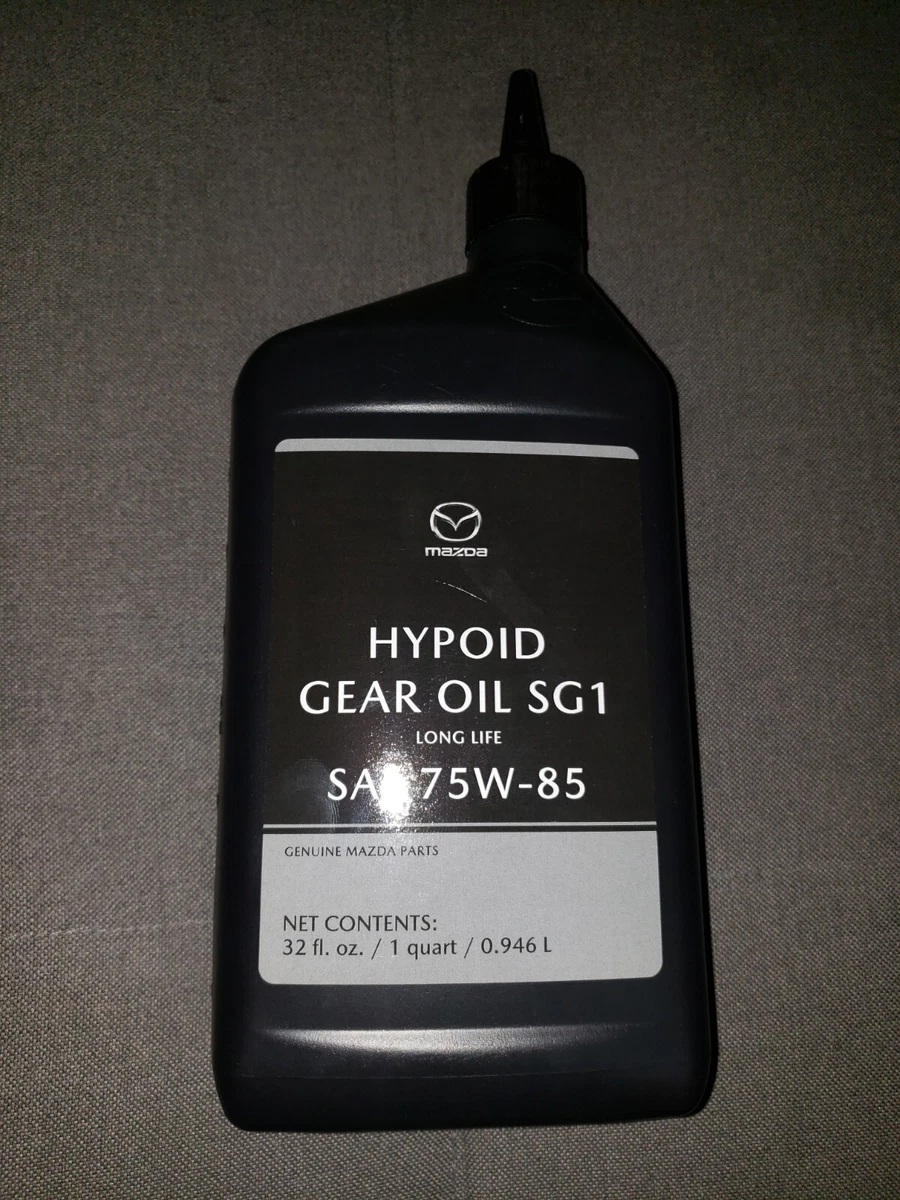 mazda
HYPOID
GEAR OIL SG1
LONG LIFE
SAE 75W-85
GENUINE MAZDA PARTS
NET CONTENTS:
32 fl. oz. / 1 quart / 0.946 L